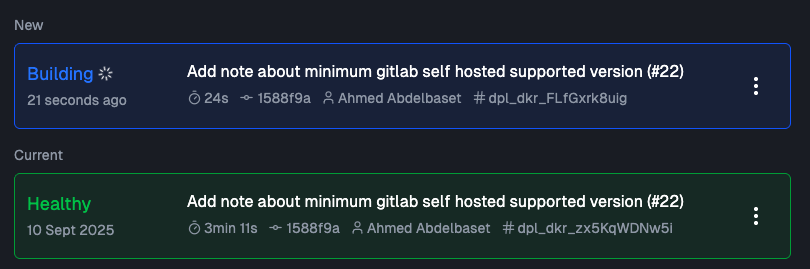 New
Building
Add note about minimum gitlab self hosted supported version (#22)
21 seconds ago
24s 1588f9a Ahmed Abdelbaset dpl_dkr_FLfGxrk8uig
Current
Healthy
Add note about minimum gitlab self hosted supported version (#22)
10 Sept 2025
3min 11s 1588f9a Ahmed Abdelbaset dpl_dkr_zx5KqWDNw5i